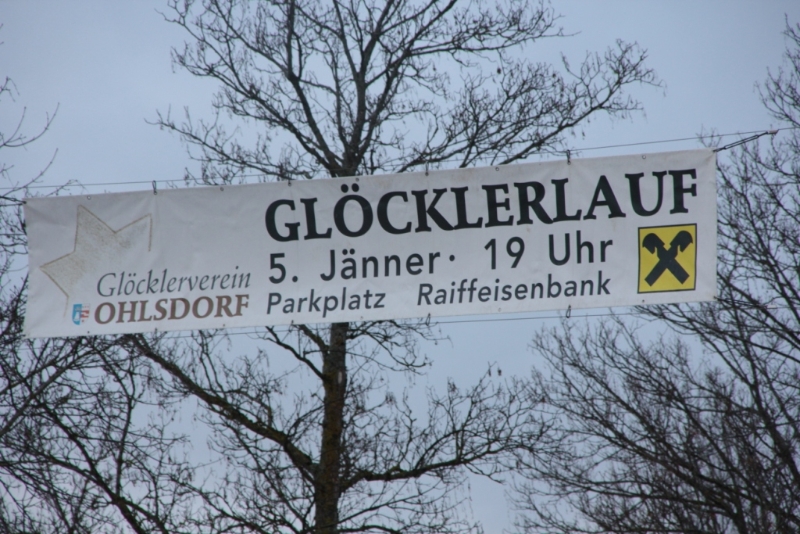 GLÖCKLERLAUF
5. Jänner · 19 Uhr
Parkplatz Raiffeisenbank
Glöcklerverein
OHLSDORF